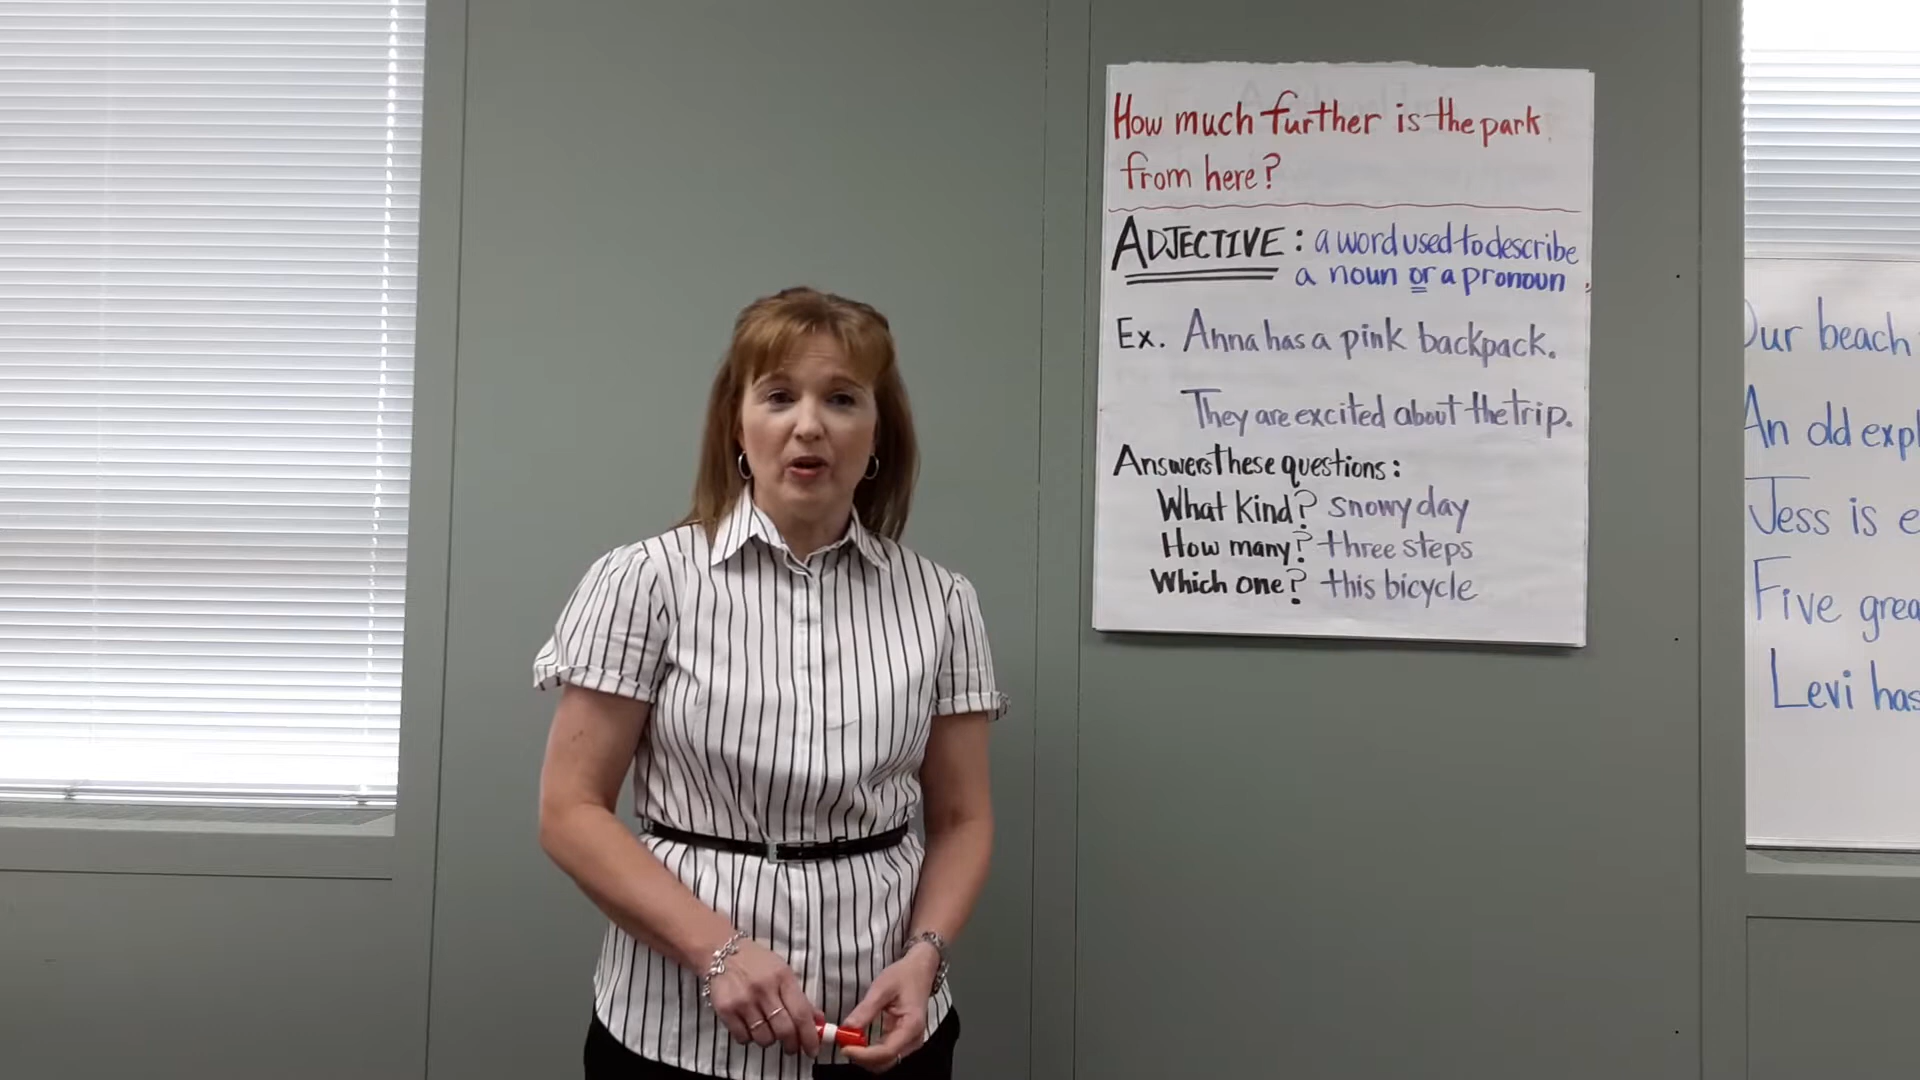 How much further is the park
from here?
ADJECTIVE: a word used to describe
a noun or a pronoun
Ex. Anna has a pink backpack.
They are excited about the trip.
Answers these questions:
What kind? snowy day
How many? three steps
Which one? this bicycle
Our beach
An old
Jess is
Five
Levi has